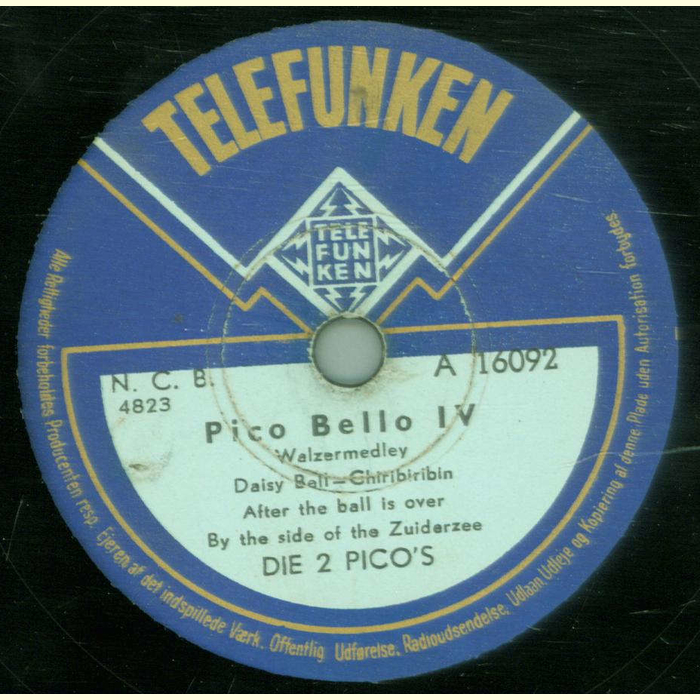 TELEFUNKEN
TELE
FUN
KEN
N. C. B.
A 16092
4823
Pico Bello IV
Walzermedley
Daisy Bell—Chiribiribin
After the ball is over
By the side of the Zuiderzee
DIE 2 PICO'S
Alle Rettigheder forbeholdes Producenten resp. Ejeren af det indspillede Værk. Offentlig Udførelse, Radioudsendelse, Udlaan Udleje og Kopiering af denne Plade uden Autorisation forbydes.